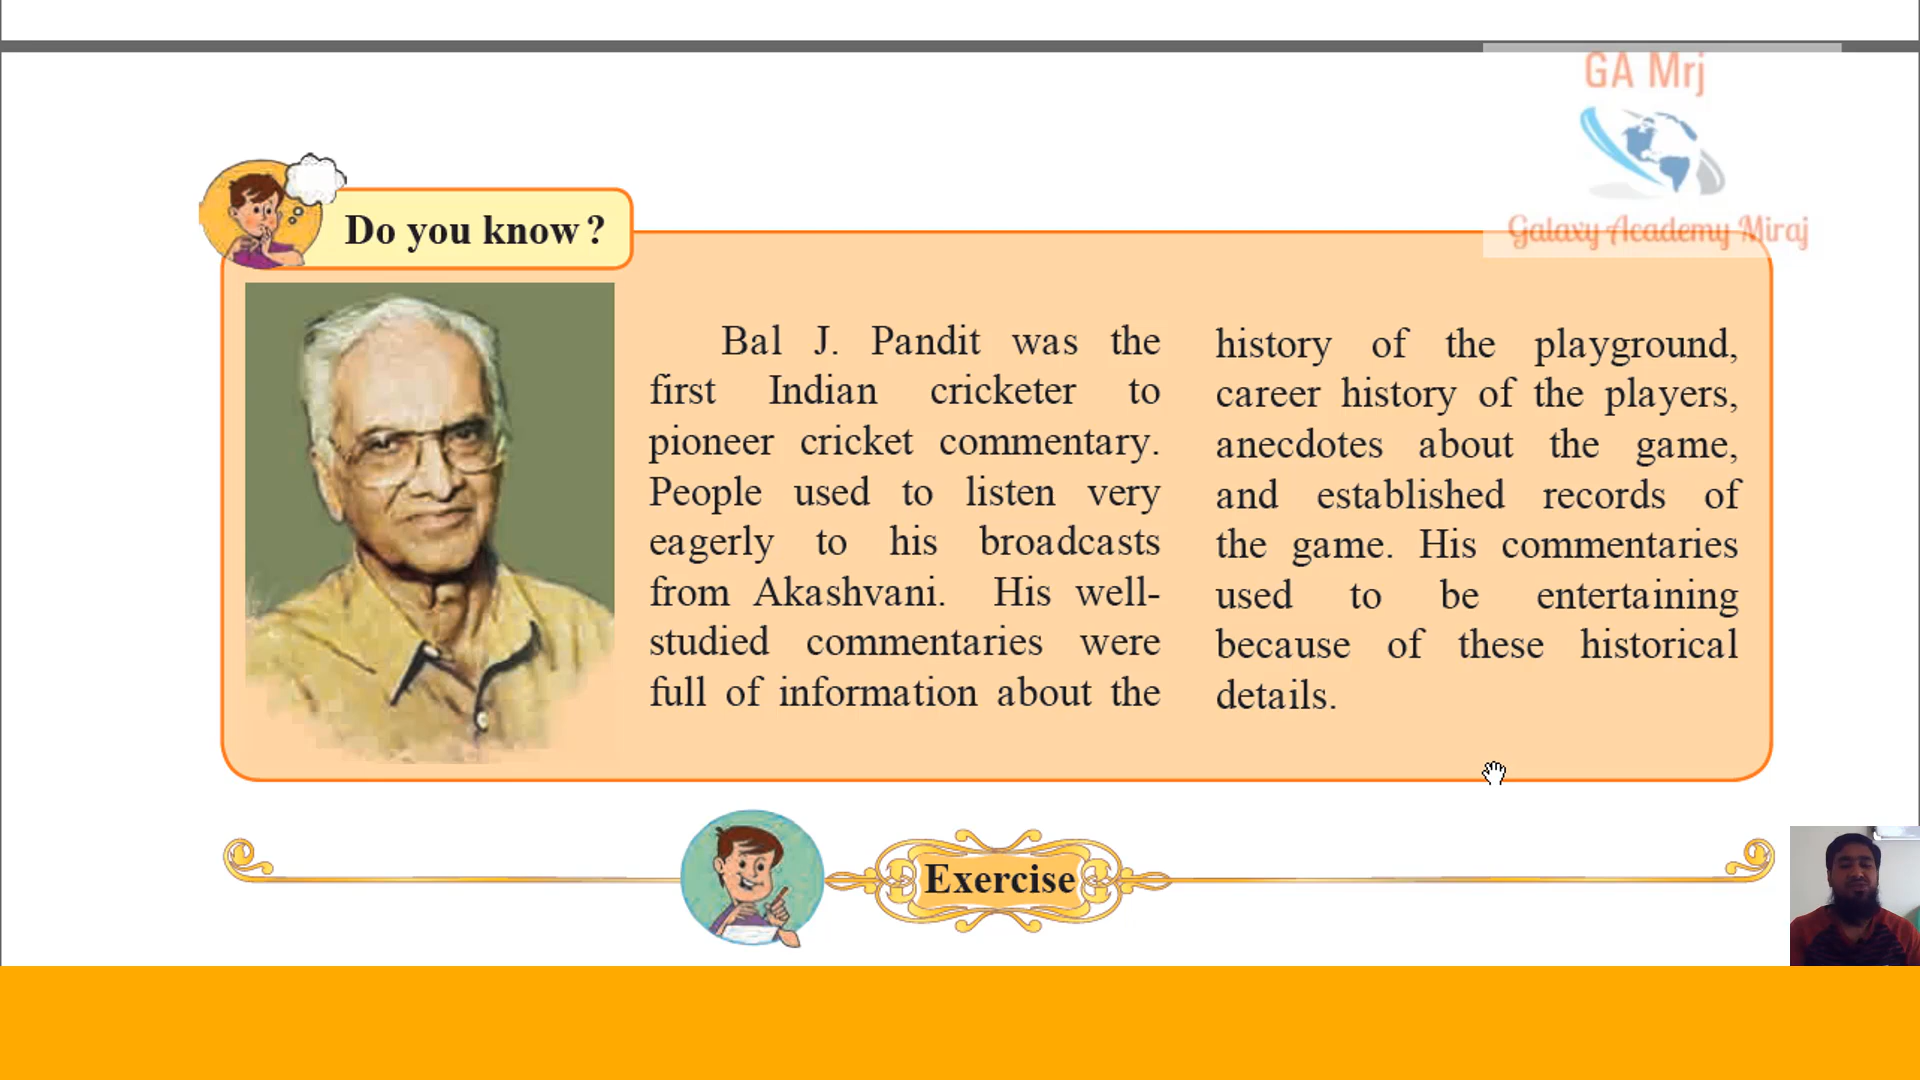 GA Mrj
Galaxy Academy Miraj
Do you know?
Bal J. Pandit was the
first Indian cricketer to
pioneer cricket commentary.
People used to listen very
eagerly to his broadcasts
from Akashvani. His well-
studied commentaries were
full of information about the
history of the playground,
career history of the players,
anecdotes about the game,
and established records of
the game. His commentaries
used to be entertaining
because of these historical
details.
Exercise